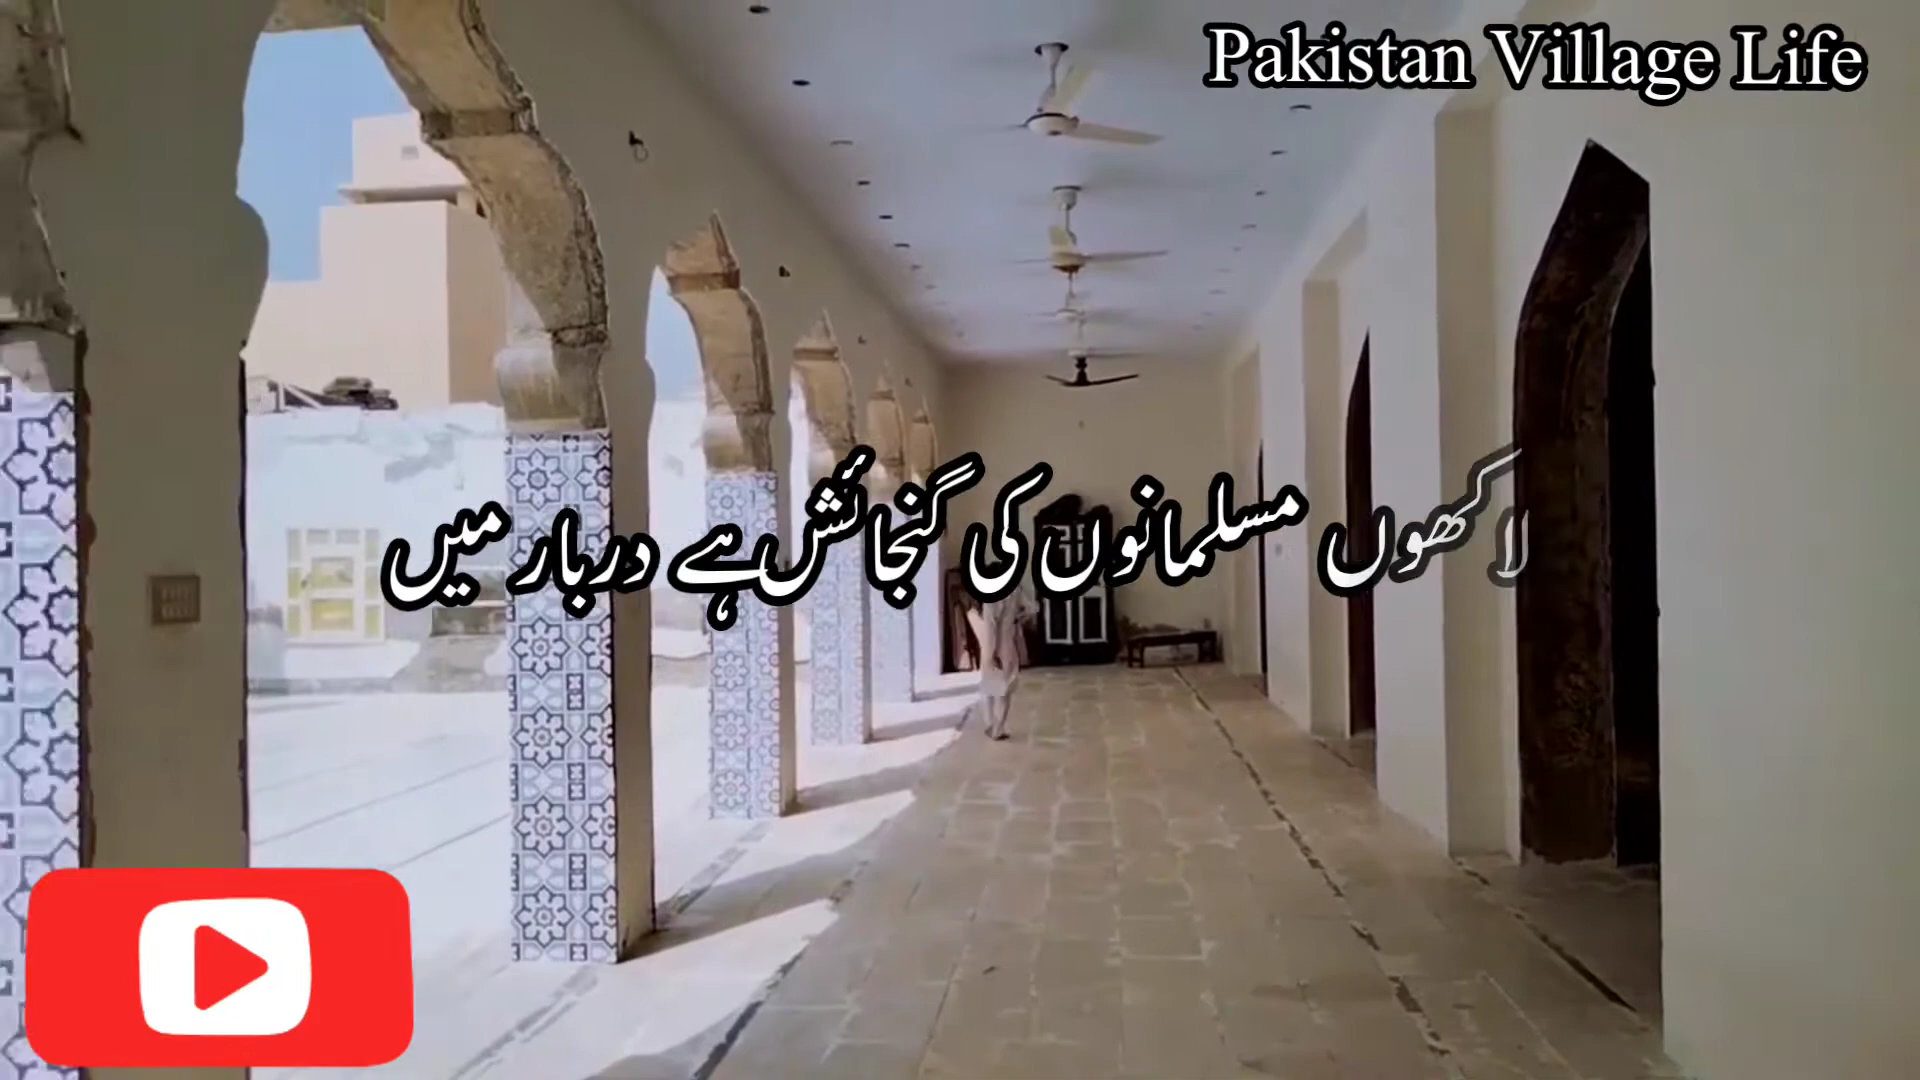 Pakistan Village Life
لاکھوں مسلمانوں کی گنجائش ہے دربار میں